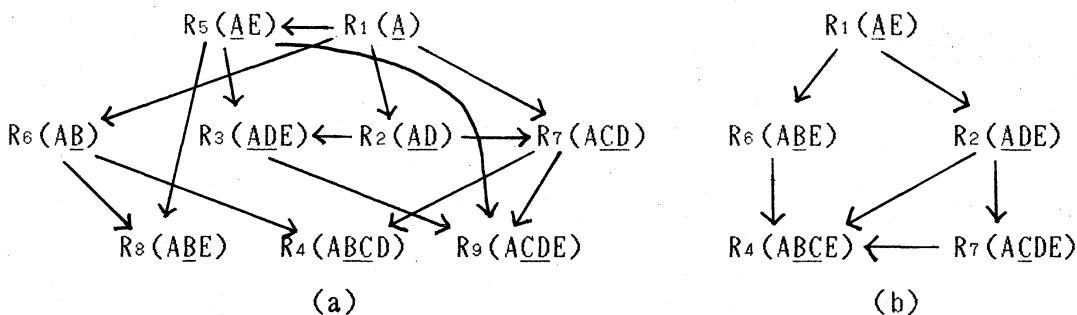 R5(AE) R1(A) R1(AE)
R6(AB) R3(ADE) R2(AD) R7(ACD) R6(ABE) R2(ADE)
R8(ABE) R4(ABCD) R9(ACDE) R4(ABCE) R7(ACDE)
(a) (b)